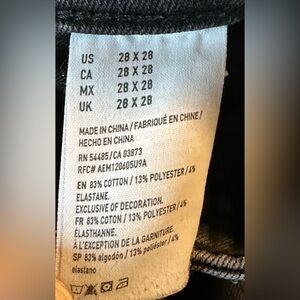 US 28 X 28
CA 28 X 28
MX 28 X 28
UK 28 X 28
MADE IN CHINA / FABRIQUÉ EN CHINE /
HECHO EN CHINA
RN 54485/CA 03873
RFC# AEM120605U9A
EN 83% COTTON / 13% POLYESTER / 4%
ELASTANE.
EXCLUSIVE OF DECORATION.
FR 83% COTON / 13% POLYESTER / 4%
ÉLASTHANNE.
À L'EXCEPTION DE LA GARNITURE.
SP 83% algodón / 13% poliéster / 4%
elastano